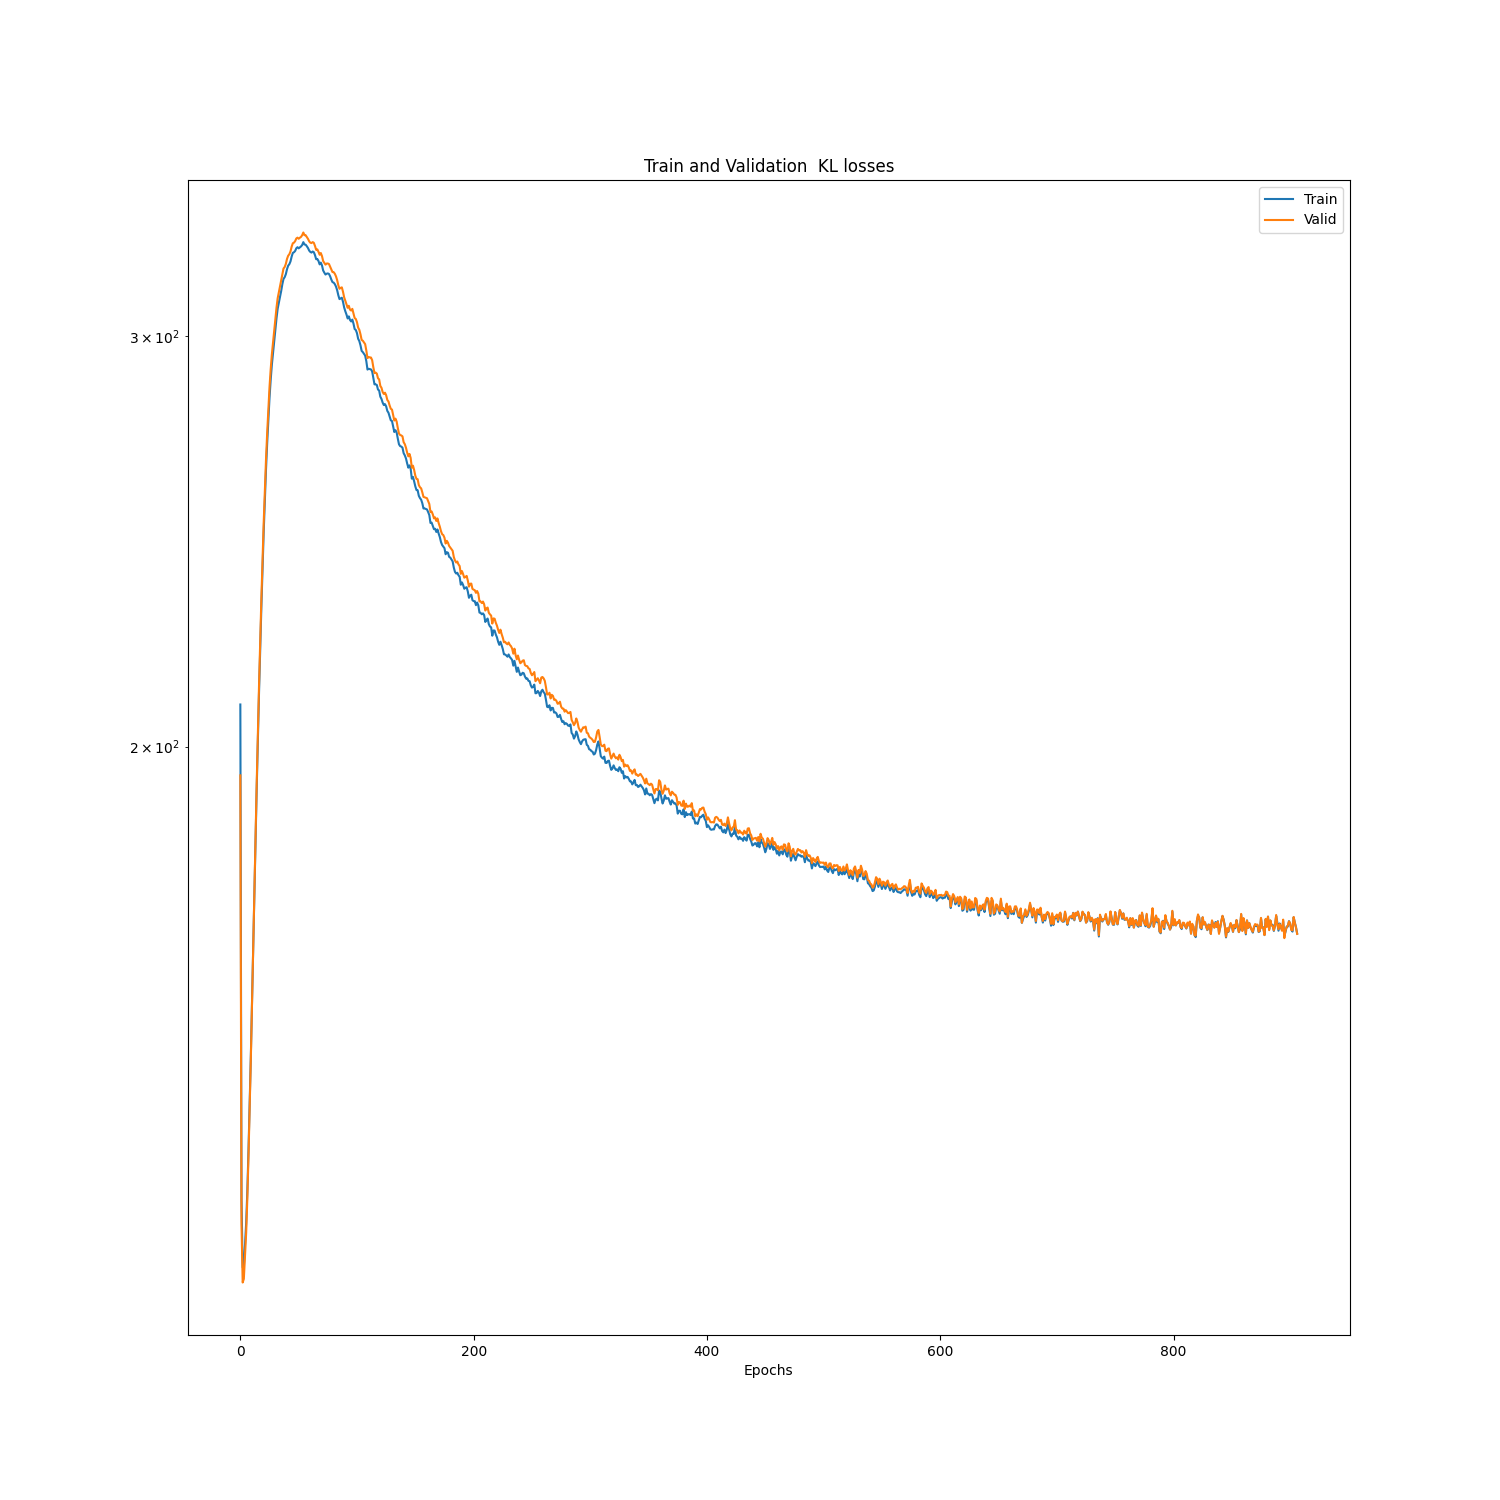 Train and Validation  KL losses
Train
Valid
3 × 10²
2 × 10²
0 200 400 600 800
Epochs